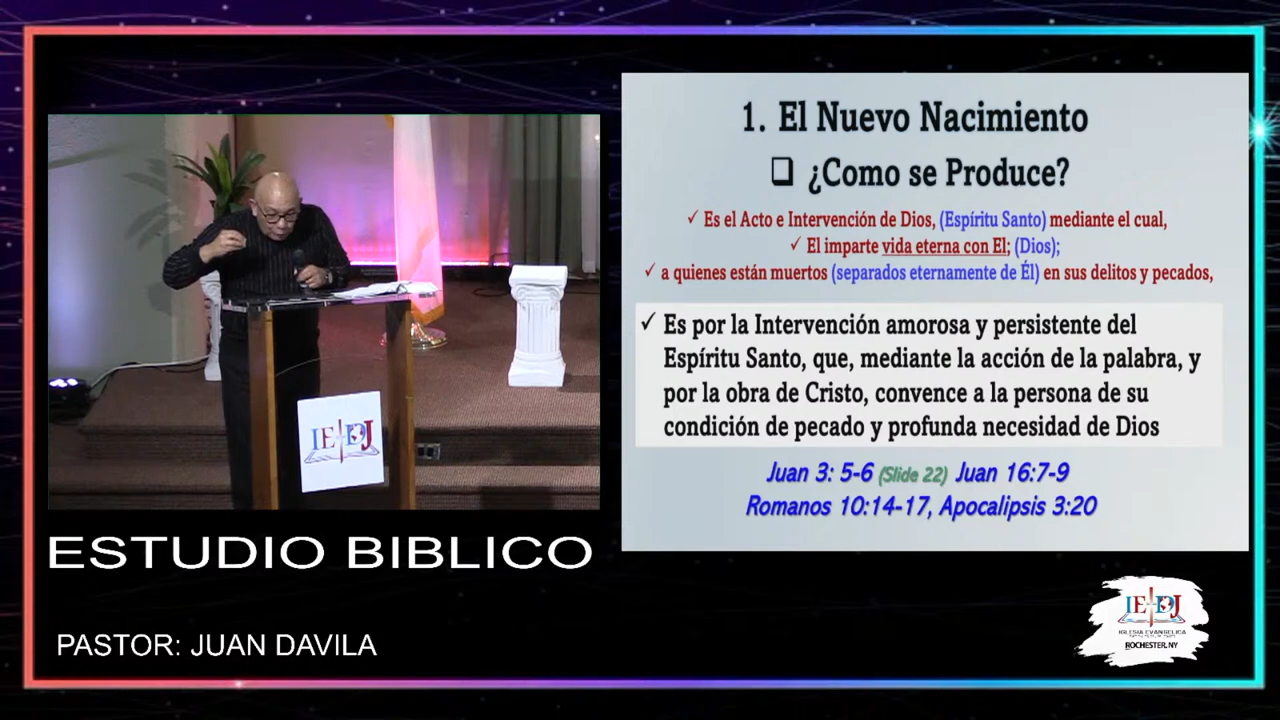 1. El Nuevo Nacimiento
❑ ¿Como se Produce?
✓ Es el Acto e Intervención de Dios, (Espíritu Santo) mediante el cual,
✓ El imparte vida eterna con El; (Dios);
✓ a quienes están muertos (separados eternamente de Él) en sus delitos y pecados,
✓ Es por la Intervención amorosa y persistente del
Espíritu Santo, que, mediante la acción de la palabra, y
por la obra de Cristo, convence a la persona de su
condición de pecado y profunda necesidad de Dios
Juan 3: 5-6 (Slide 22) Juan 16:7-9
Romanos 10:14-17, Apocalipsis 3:20
IEDJ
ESTUDIO BIBLICO
PASTOR: JUAN DAVILA
IEDJ
IGLESIA EVANGELICA
ROCHESTER, NY